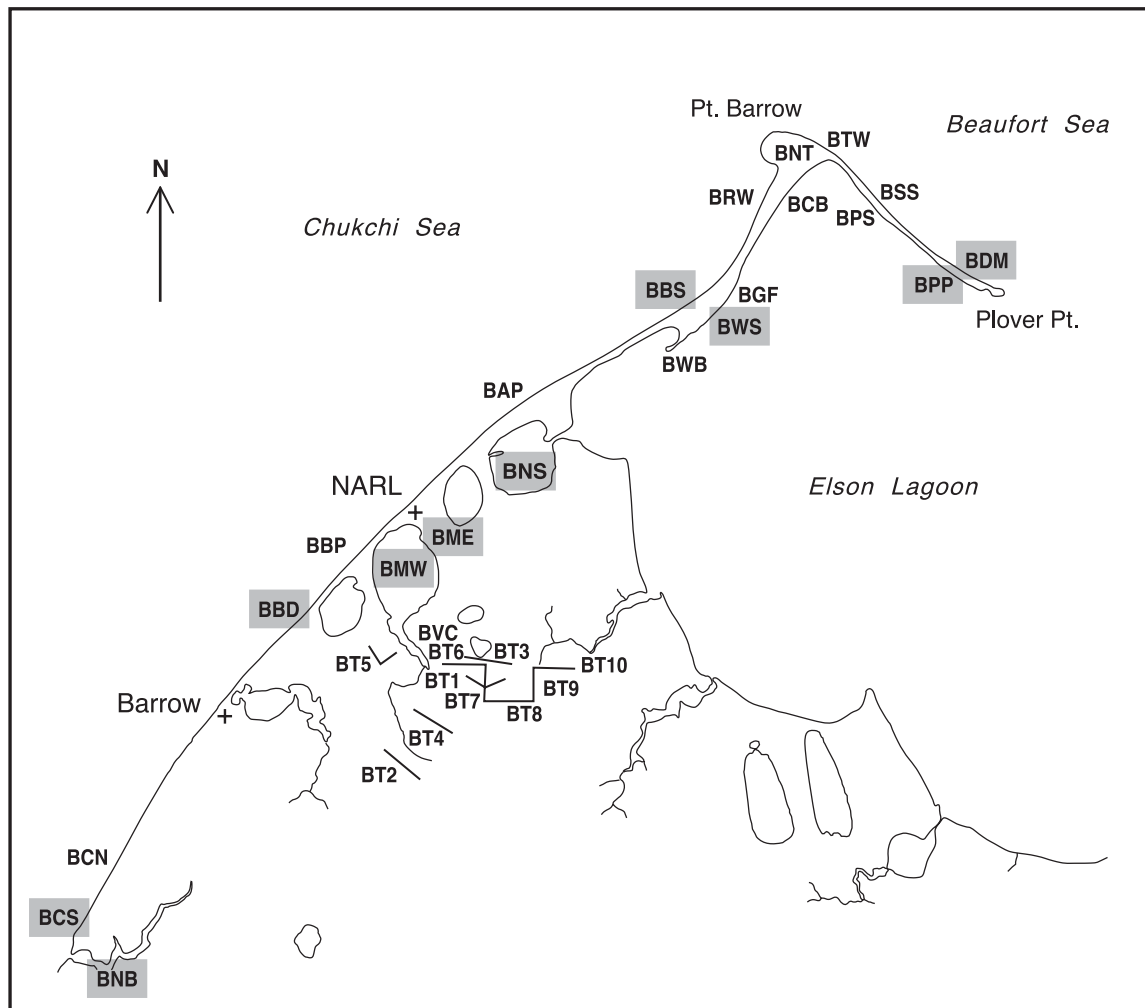 Pt. Barrow
Beaufort Sea
BTW
BNT
N
BSS
BRW
BCB
BPS
Chukchi Sea
BDM
BPP
BBS
BGF
Plover Pt.
BWS
BWB
BAP
BNS
NARL
Elson Lagoon
BME
BBP
BMW
BBD
BVC
BT6
BT3
BT5
BT10
BT1
BT9
BT7
Barrow
BT8
BT4
BT2
BCN
BCS
BNB